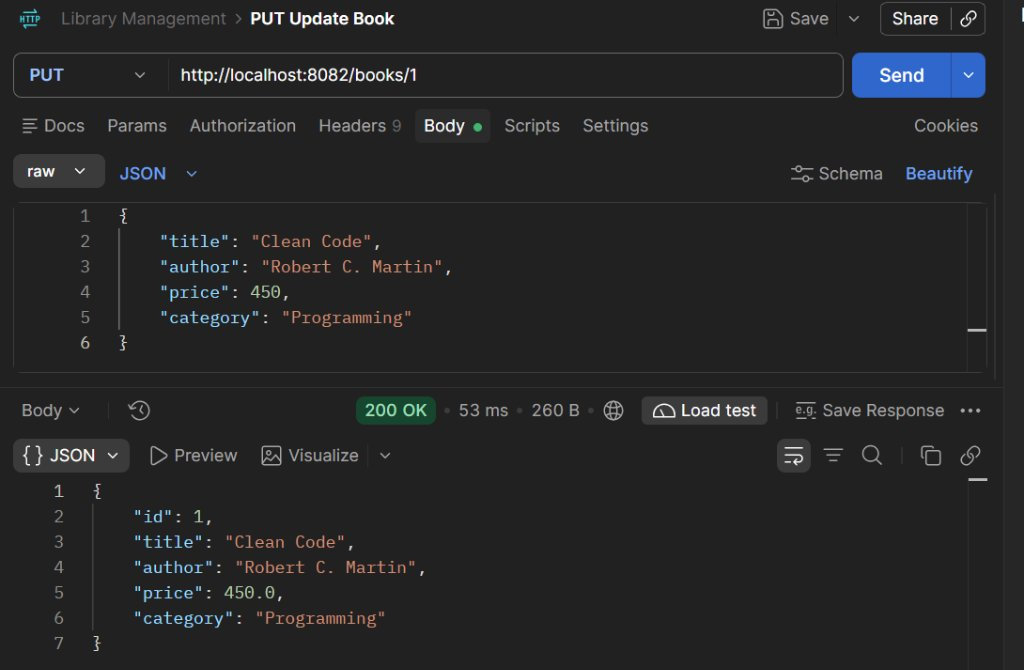 HTTP Library Management > PUT Update Book Save Share
PUT http://localhost:8082/books/1 Send
Docs Params Authorization Headers 9 Body Scripts Settings Cookies
raw JSON Schema Beautify
1 {
2 "title": "Clean Code",
3 "author": "Robert C. Martin",
4 "price": 450,
5 "category": "Programming"
6 }
Body 200 OK • 53 ms • 260 B • Load test e.g. Save Response
{} JSON Preview Visualize
1 {
2 "id": 1,
3 "title": "Clean Code",
4 "author": "Robert C. Martin",
5 "price": 450.0,
6 "category": "Programming"
7 }